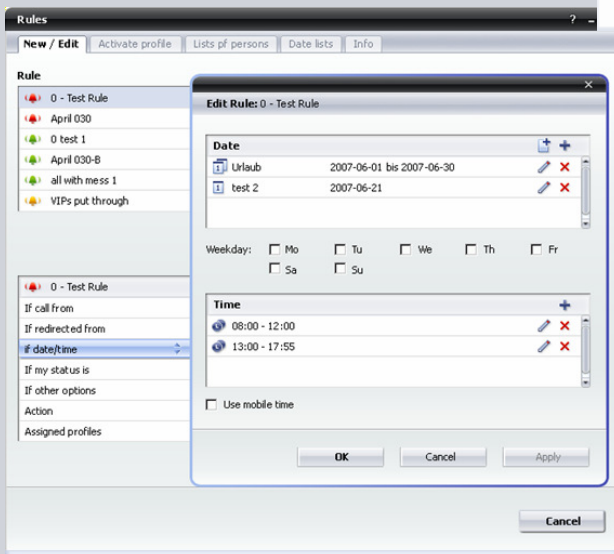 Rules ? –
New / Edit Activate profile Lists pf persons Date lists Info
Rule
0 - Test Rule
April 030
0 test 1
April 030-B
all with mess 1
VIPs put through
0 - Test Rule
If call from
If redirected from
if date/time
If my status is
If other options
Action
Assigned profiles
Edit Rule: 0 - Test Rule
Date
1 Urlaub 2007-06-01 bis 2007-06-30
1 test 2 2007-06-21
Weekday: Mo Tu We Th Fr
Sa Su
Time
08:00 - 12:00
13:00 - 17:55
Use mobile time
OK Cancel Apply
Cancel